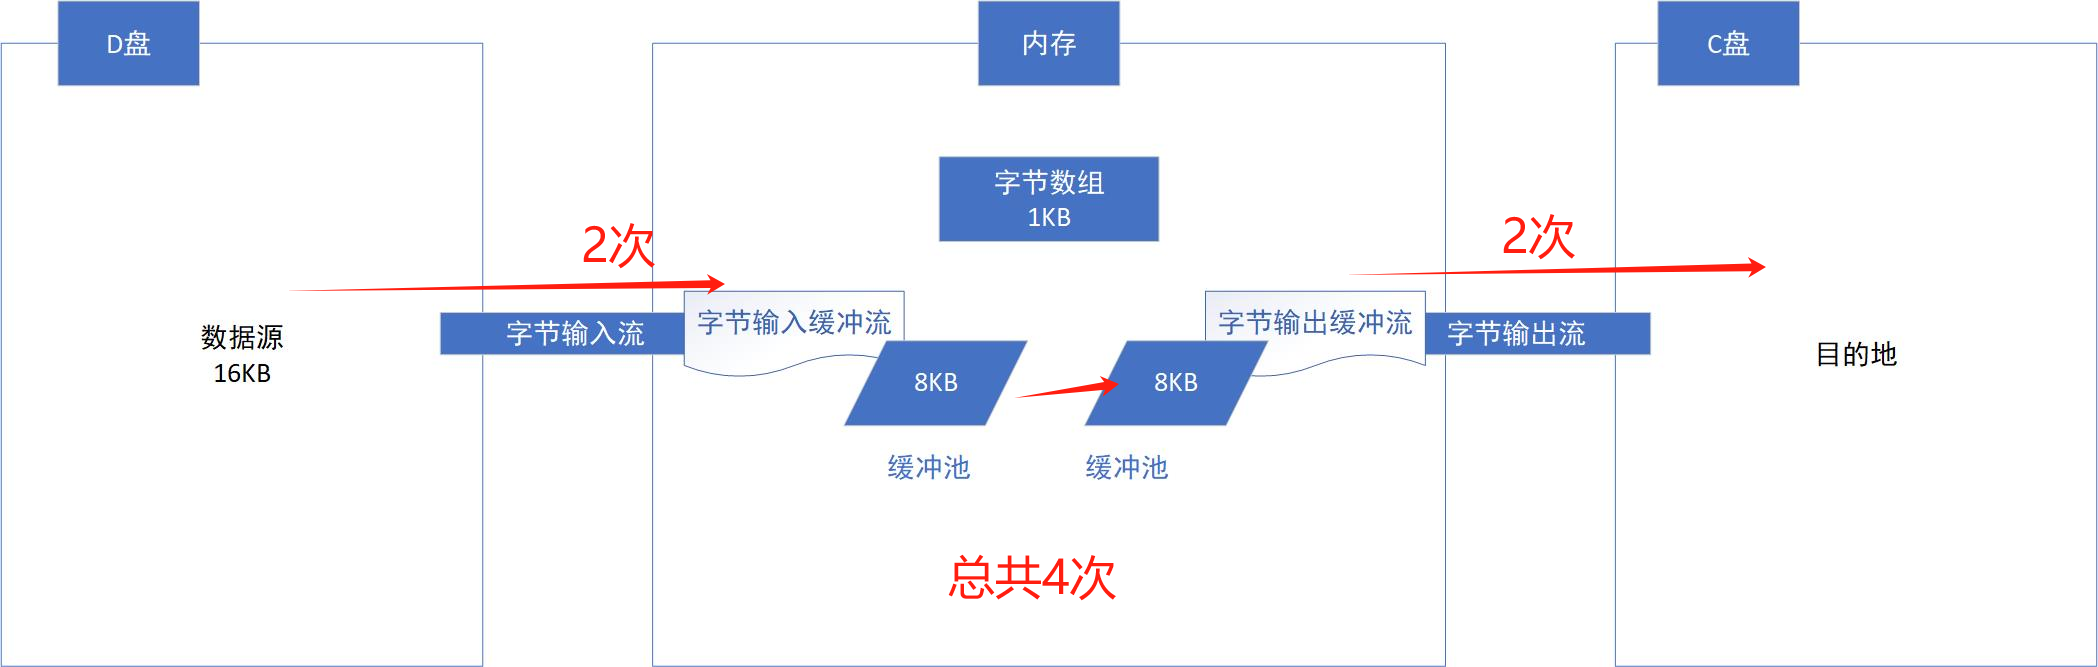 D盘
内存
C盘
字节数组
1KB
2次
2次
字节输入流
字节输入缓冲流
字节输出缓冲流
字节输出流
数据源
16KB
目的地
8KB
8KB
缓冲池
缓冲池
总共4次